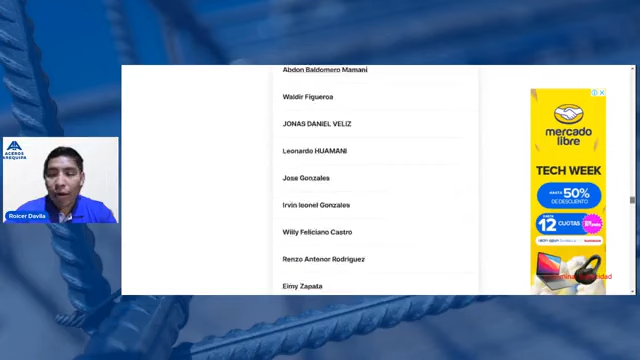 ACEROS
AREQUIPA
Roicer Davila
Abdon Baldomero Mamani
Waldir Figueroa
JONAS DANIEL VELIZ
Leonardo HUAMANI
Jose Gonzales
Irvin leonel Gonzales
Willy Feliciano Castro
Renzo Antenor Rodriguez
Eimy Zapata
mercado
libre
TECH WEEK
HASTA 50%
DE DESCUENTO
HASTA
12 CUOTAS